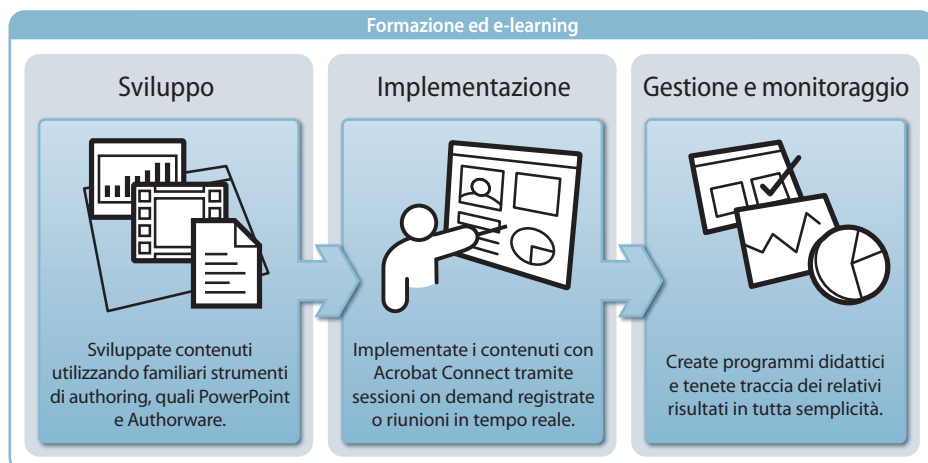 Formazione ed e-learning
Sviluppo
Sviluppate contenuti
utilizzando familiari strumenti
di authoring, quali PowerPoint
e Authorware.
Implementazione
Implementate i contenuti con
Acrobat Connect tramite
sessioni on demand registrate
o riunioni in tempo reale.
Gestione e monitoraggio
Create programmi didattici
e tenete traccia dei relativi
risultati in tutta semplicità.